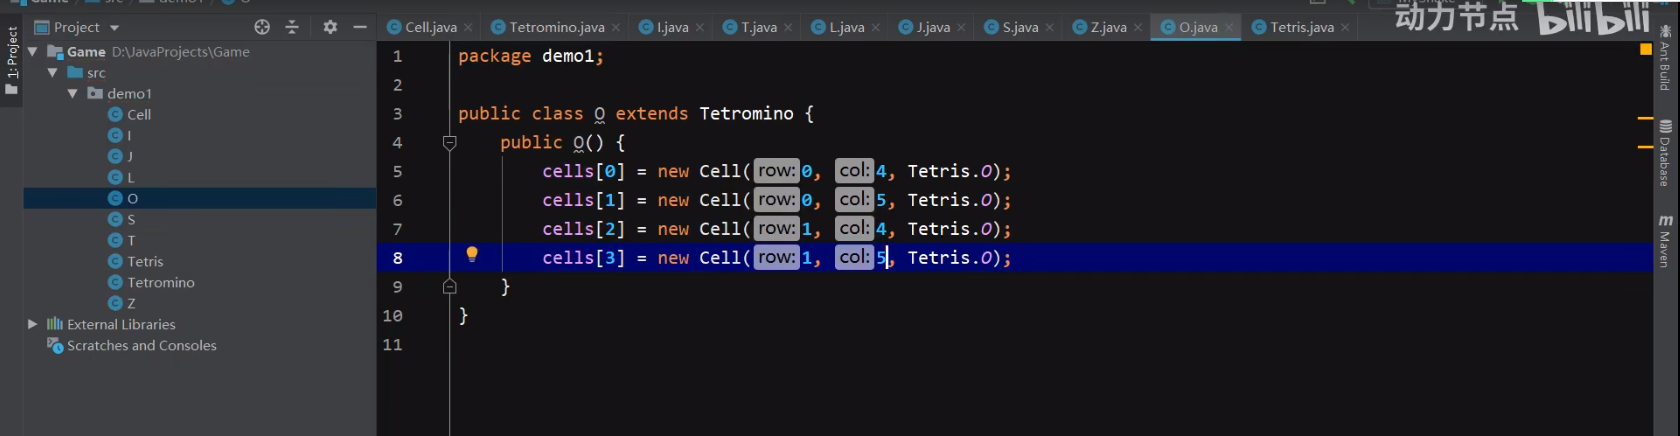 Game src demo1 O
动力节点 bilibili
Project
Cell.java Tetromino.java I.java T.java L.java J.java S.java Z.java O.java Tetris.java
1: Project
Game D:\JavaProjects\Game
src
demo1
Cell
I
J
L
O
S
T
Tetris
Tetromino
Z
External Libraries
Scratches and Consoles
1 package demo1;
2
3 public class O extends Tetromino {
4 public O() {
5 cells[0] = new Cell( row: 0, col: 4, Tetris.O);
6 cells[1] = new Cell( row: 0, col: 5, Tetris.O);
7 cells[2] = new Cell( row: 1, col: 4, Tetris.O);
8 cells[3] = new Cell( row: 1, col: 5, Tetris.O);
9 }
10 }
11
Ant Build
Database
m Maven